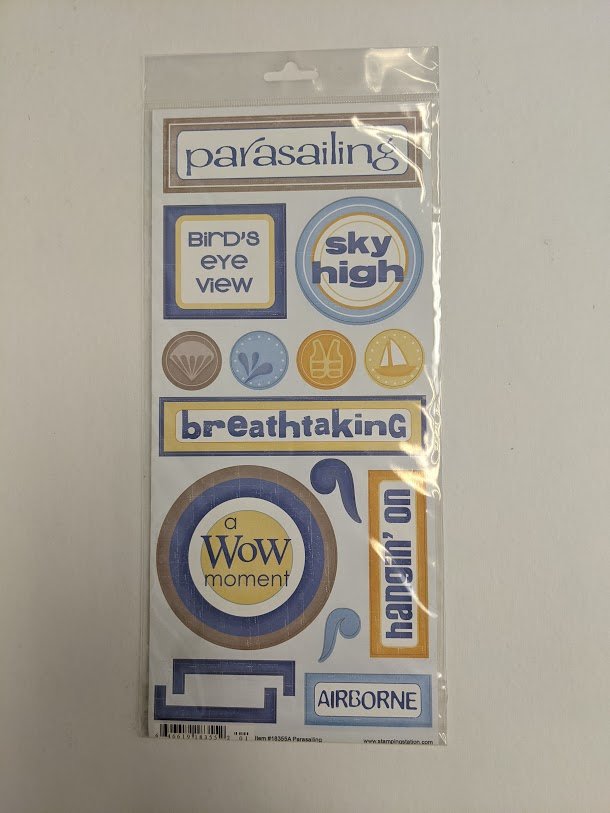 parasailing
BirD's
eye
view
sky
high
breathtakinG
a
WoW
moment
hangin' on
AIRBORNE
Item #18355A Parasailing
www.stampingstation.com